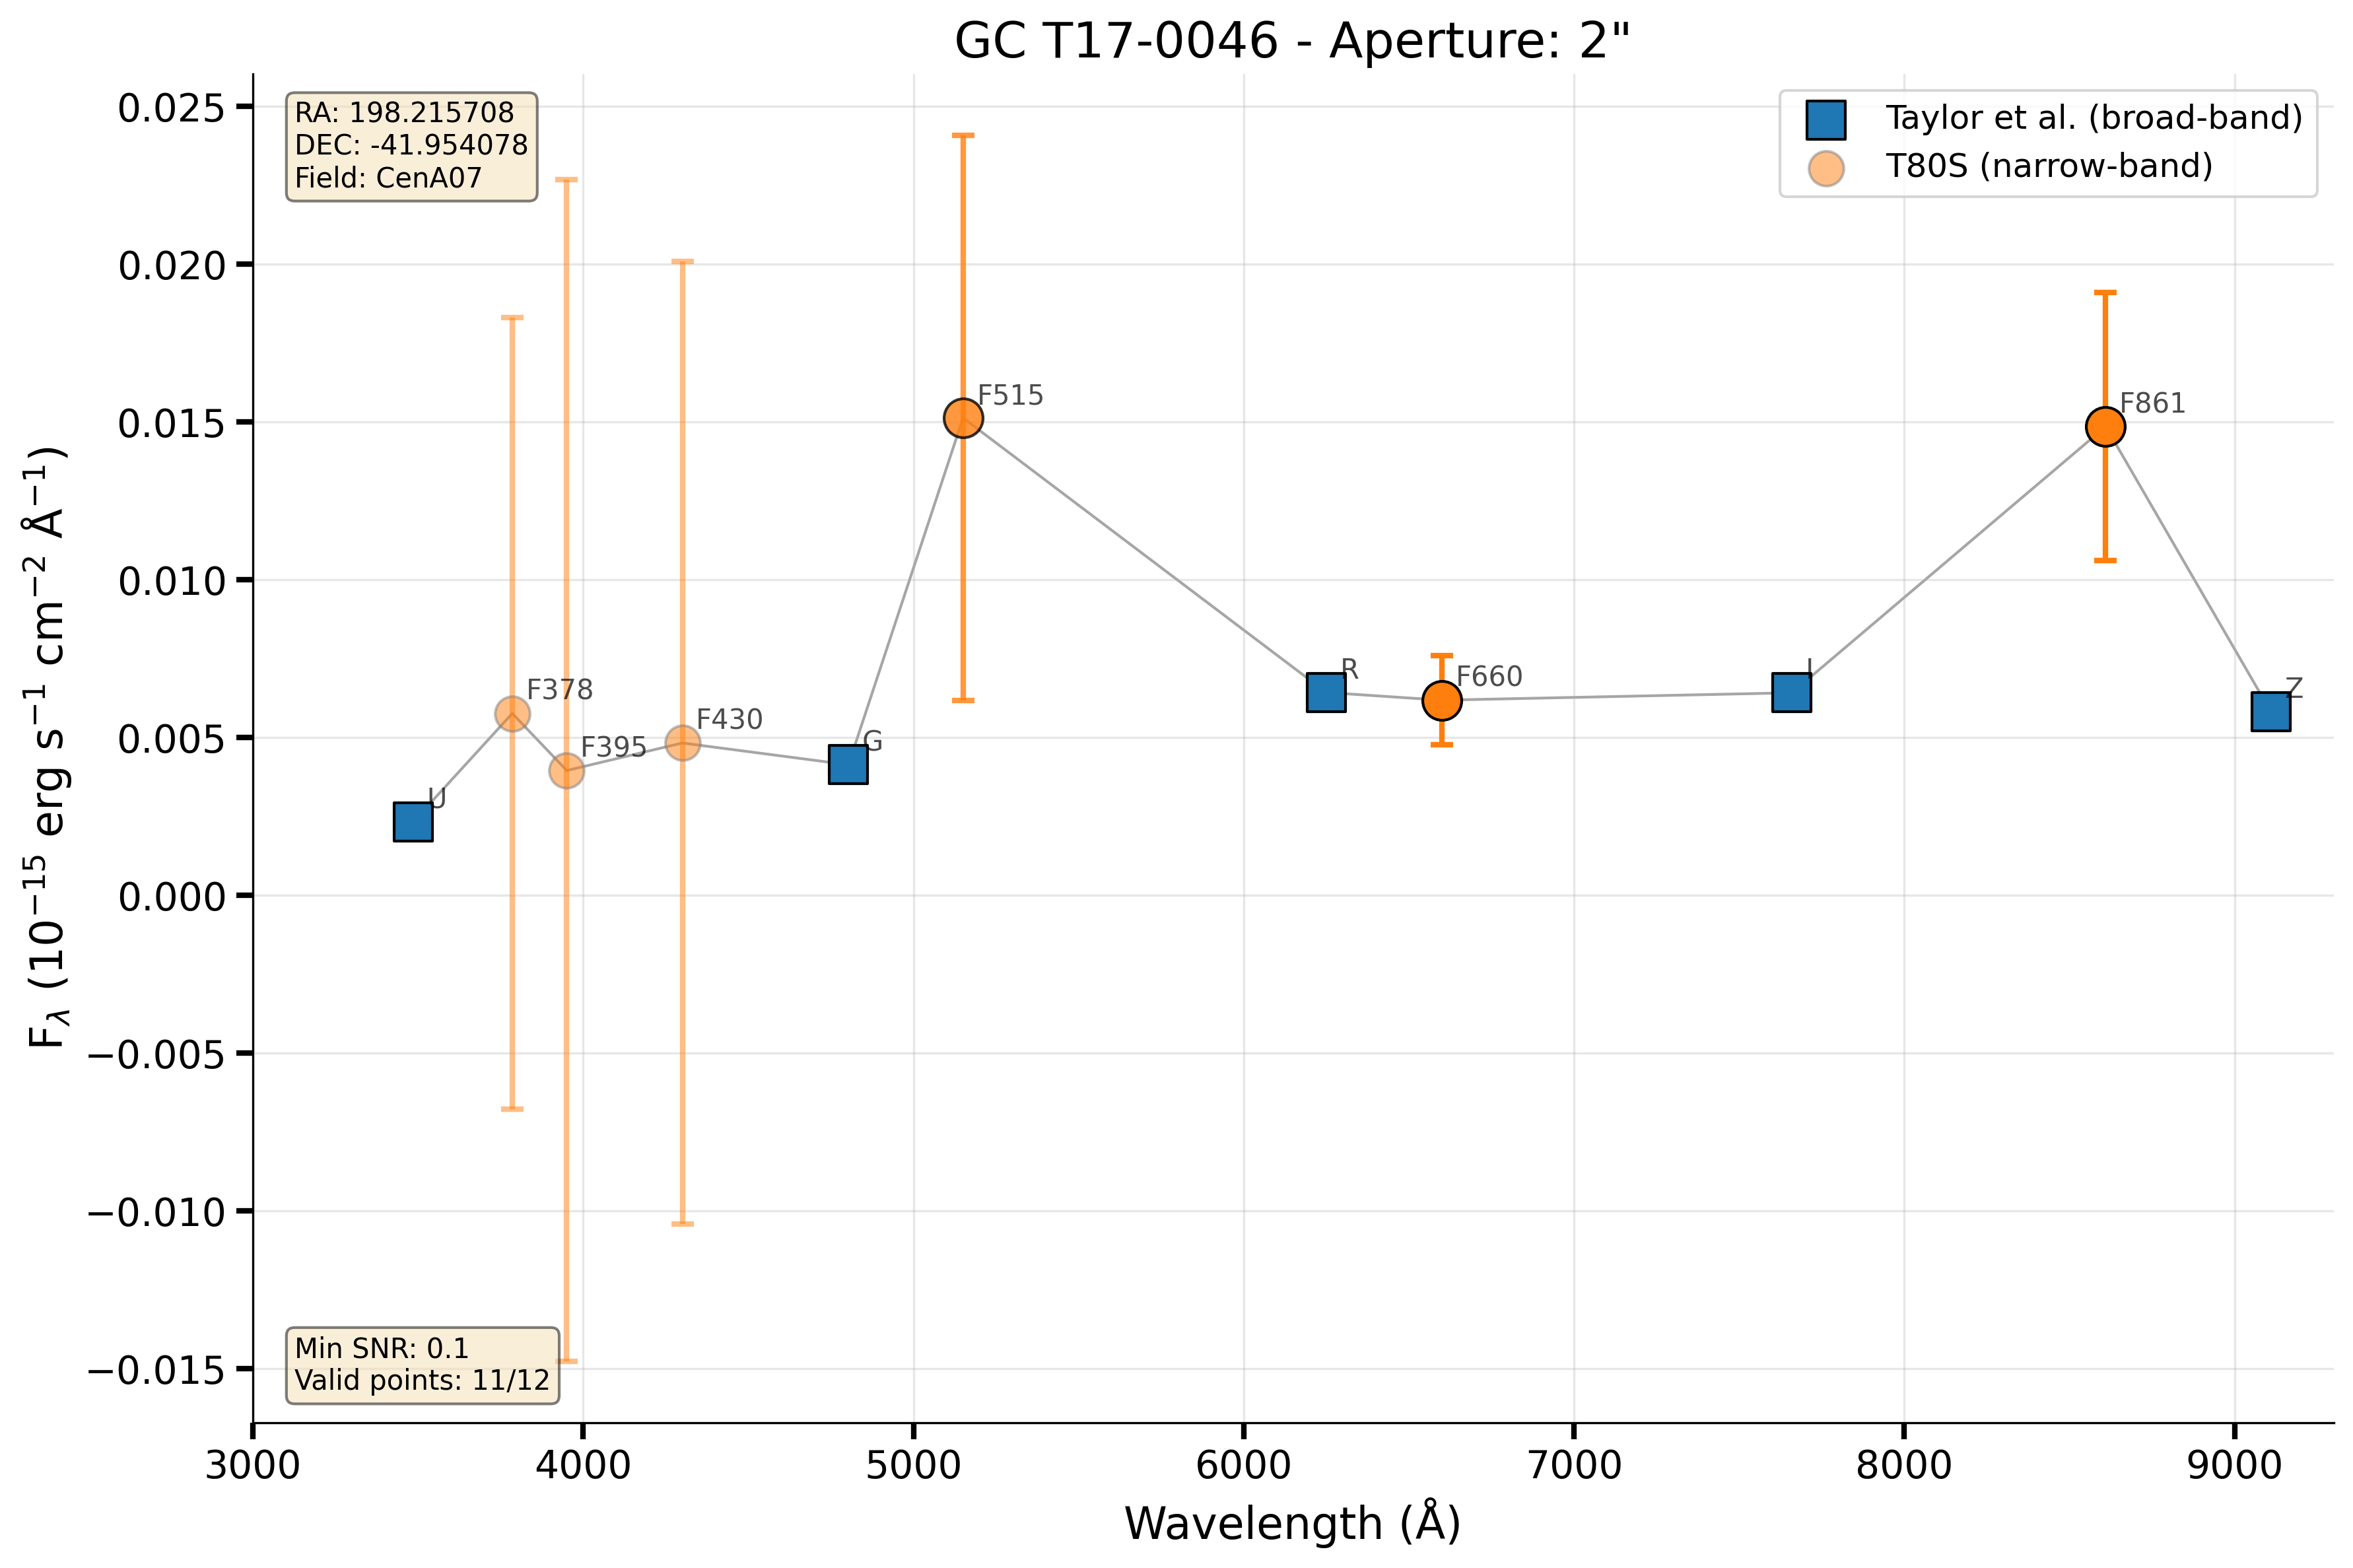 GC T17-0046 - Aperture: 2"
RA: 198.215708
DEC: -41.954078
Field: CenA07
Taylor et al. (broad-band)
T80S (narrow-band)
0.025
0.020
0.015
0.010
0.005
0.000
−0.005
−0.010
−0.015
F$_λ$ (10$^{−15}$ erg s$^{−1}$ cm$^{−2}$ Å$^{−1}$)
U
F378
F395
F430
G
F515
R
F660
I
F861
Z
Min SNR: 0.1
Valid points: 11/12
3000 4000 5000 6000 7000 8000 9000
Wavelength (Å)